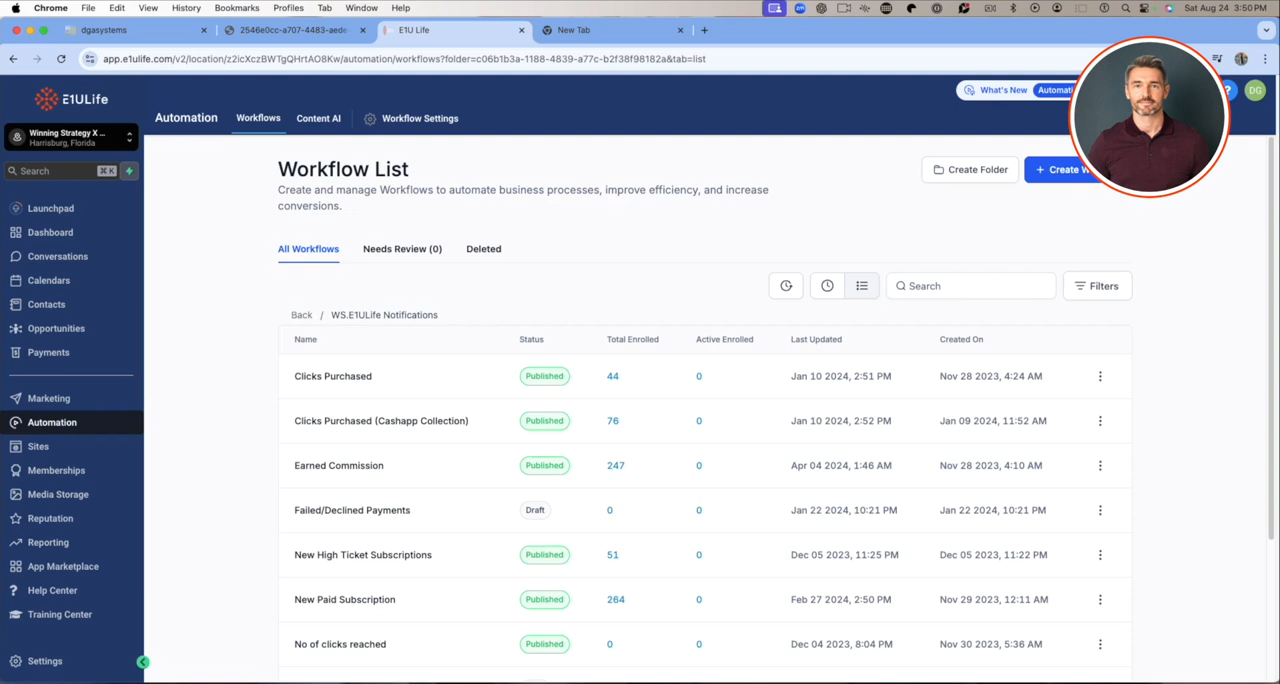 Chrome File Edit View History Bookmarks Profiles Tab Window Help Sat Aug 24 3:50 PM
dgasystems 2546e0cc-a707-4483-aede E1U Life New Tab
app.e1ulife.com/v2/location/z2icXczBWTgQHrtAO8Kw/automation/workflows?folder=c06b1b3a-1188-4839-a77c-b2f38f98182a&tab=list
E1ULife
Winning Strategy X ...
Harrisburg, Florida
Search ⌘ K
Launchpad
Dashboard
Conversations
Calendars
Contacts
Opportunities
Payments
Marketing
Automation
Sites
Memberships
Media Storage
Reputation
Reporting
App Marketplace
Help Center
Training Center
Settings
Automation Workflows Content AI Workflow Settings
What's New ? DG
Workflow List
Create and manage Workflows to automate business processes, improve efficiency, and increase
conversions.
Create Folder + Create
All Workflows Needs Review (0) Deleted
Search Filters
Back / WS.E1ULife Notifications
Name Status Total Enrolled Active Enrolled Last Updated Created On
Clicks Purchased Published 44 0 Jan 10 2024, 2:51 PM Nov 28 2023, 4:24 AM
Clicks Purchased (Cashapp Collection) Published 76 0 Jan 10 2024, 2:52 PM Jan 09 2024, 11:52 AM
Earned Commission Published 247 0 Apr 04 2024, 1:46 AM Nov 28 2023, 4:10 AM
Failed/Declined Payments Draft 0 0 Jan 22 2024, 10:21 PM Jan 22 2024, 10:21 PM
New High Ticket Subscriptions Published 51 0 Dec 05 2023, 11:25 PM Dec 05 2023, 11:22 PM
New Paid Subscription Published 264 0 Feb 27 2024, 2:50 PM Nov 29 2023, 12:11 AM
No of clicks reached Published 0 0 Dec 04 2023, 8:04 PM Nov 30 2023, 5:36 AM